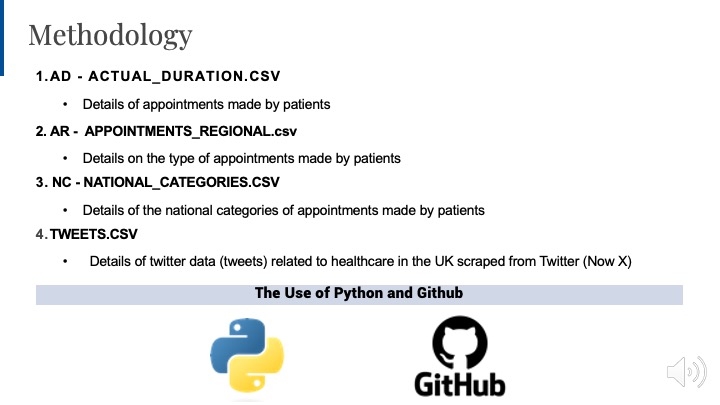 Methodology
1. AD - ACTUAL_DURATION.CSV
• Details of appointments made by patients
2. AR - APPOINTMENTS_REGIONAL.csv
• Details on the type of appointments made by patients
3. NC - NATIONAL_CATEGORIES.CSV
• Details of the national categories of appointments made by patients
4. TWEETS.CSV
• Details of twitter data (tweets) related to healthcare in the UK scraped from Twitter (Now X)
The Use of Python and Github
GitHub